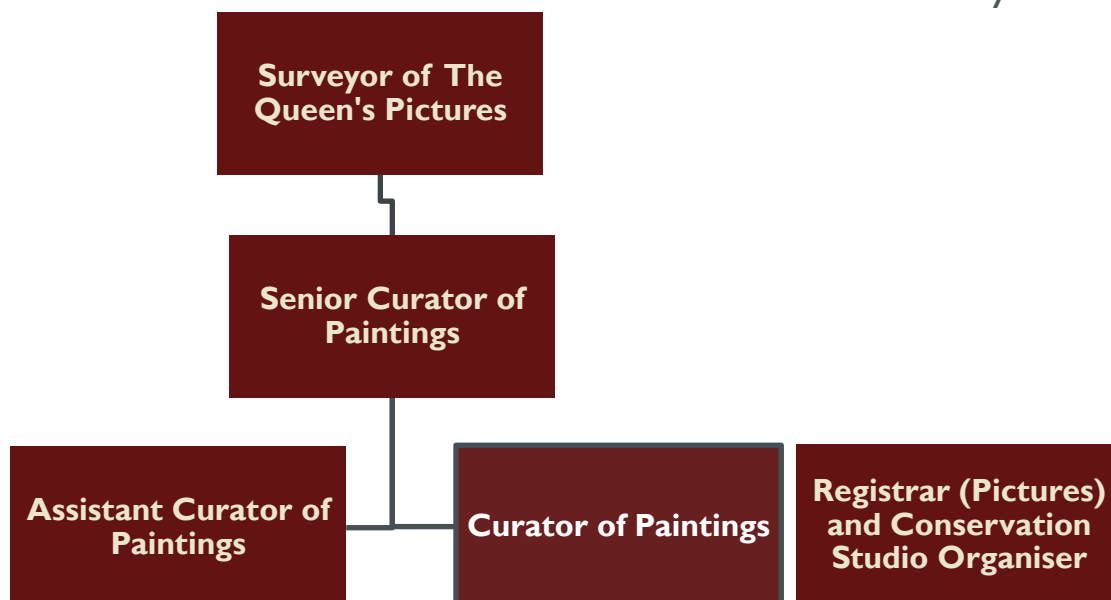 Surveyor of The
Queen's Pictures
Senior Curator of
Paintings
Assistant Curator of
Paintings
Curator of Paintings
Registrar (Pictures)
and Conservation
Studio Organiser